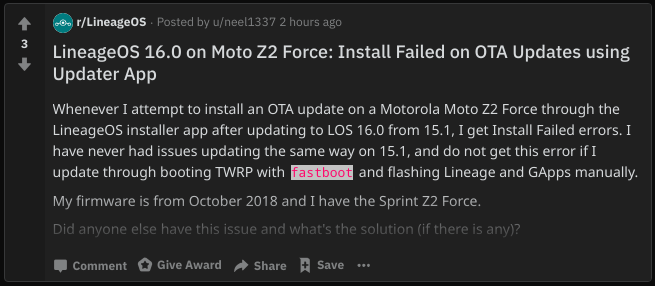 r/LineageOS · Posted by u/neel1337 2 hours ago
3
LineageOS 16.0 on Moto Z2 Force: Install Failed on OTA Updates using
Updater App
Whenever I attempt to install an OTA update on a Motorola Moto Z2 Force through the
LineageOS installer app after updating to LOS 16.0 from 15.1, I get Install Failed errors. I
have never had issues updating the same way on 15.1, and do not get this error if I
update through booting TWRP with fastboot and flashing Lineage and GApps manually.
My firmware is from October 2018 and I have the Sprint Z2 Force.
Did anyone else have this issue and what's the solution (if there is any)?
Comment Give Award Share Save ···